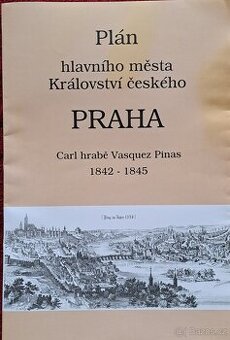 Plán
hlavního města
Království českého
PRAHA
Carl hrabě Vasquez Pinas
1842 - 1845